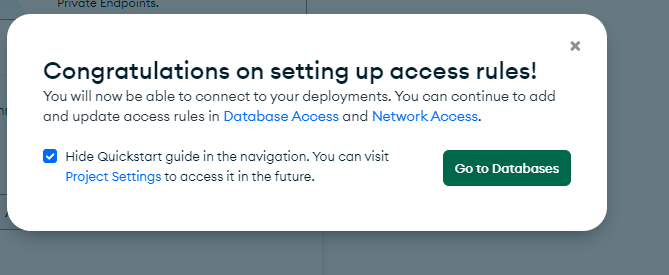 Private Endpoints.
Congratulations on setting up access rules!
You will now be able to connect to your deployments. You can continue to add
and update access rules in Database Access and Network Access.
Hide Quickstart guide in the navigation. You can visit
Project Settings to access it in the future.
Go to Databases